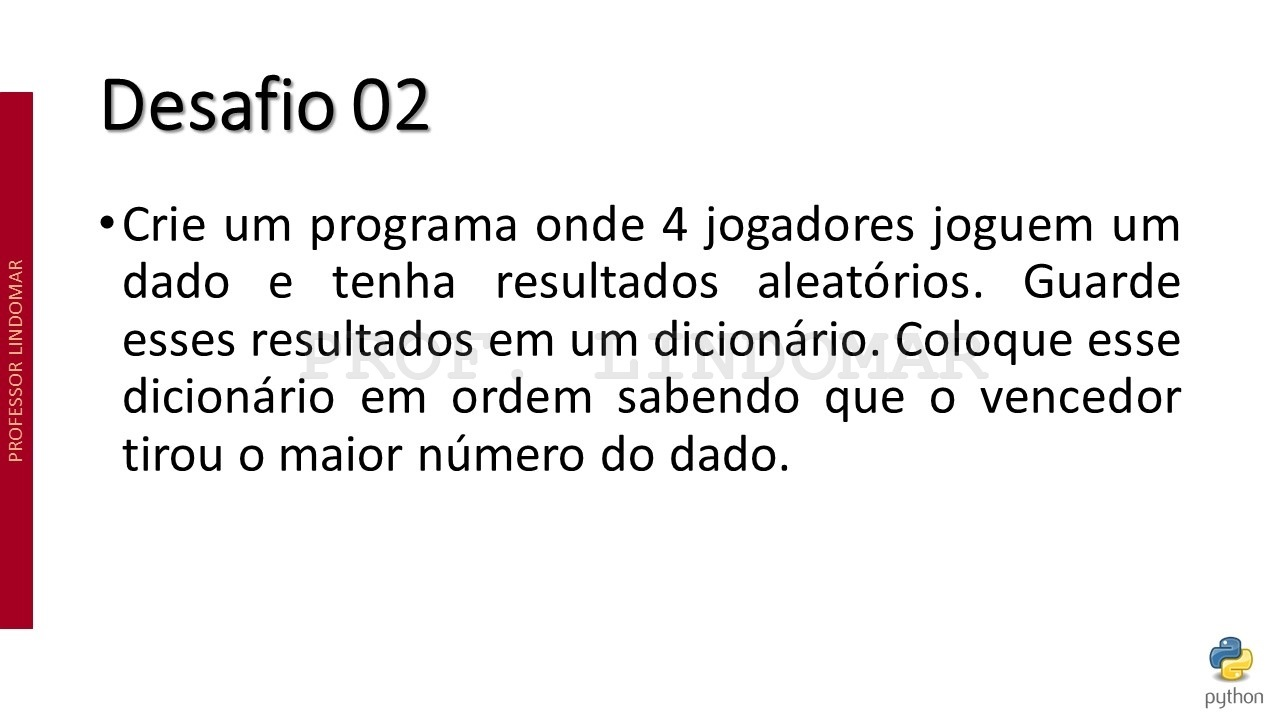 Desafio 02
•Crie um programa onde 4 jogadores joguem um
dado e tenha resultados aleatórios. Guarde
esses resultados em um dicionário. Coloque esse
dicionário em ordem sabendo que o vencedor
tirou o maior número do dado.
PROF. LINDOMAR
PROFESSOR LINDOMAR
python